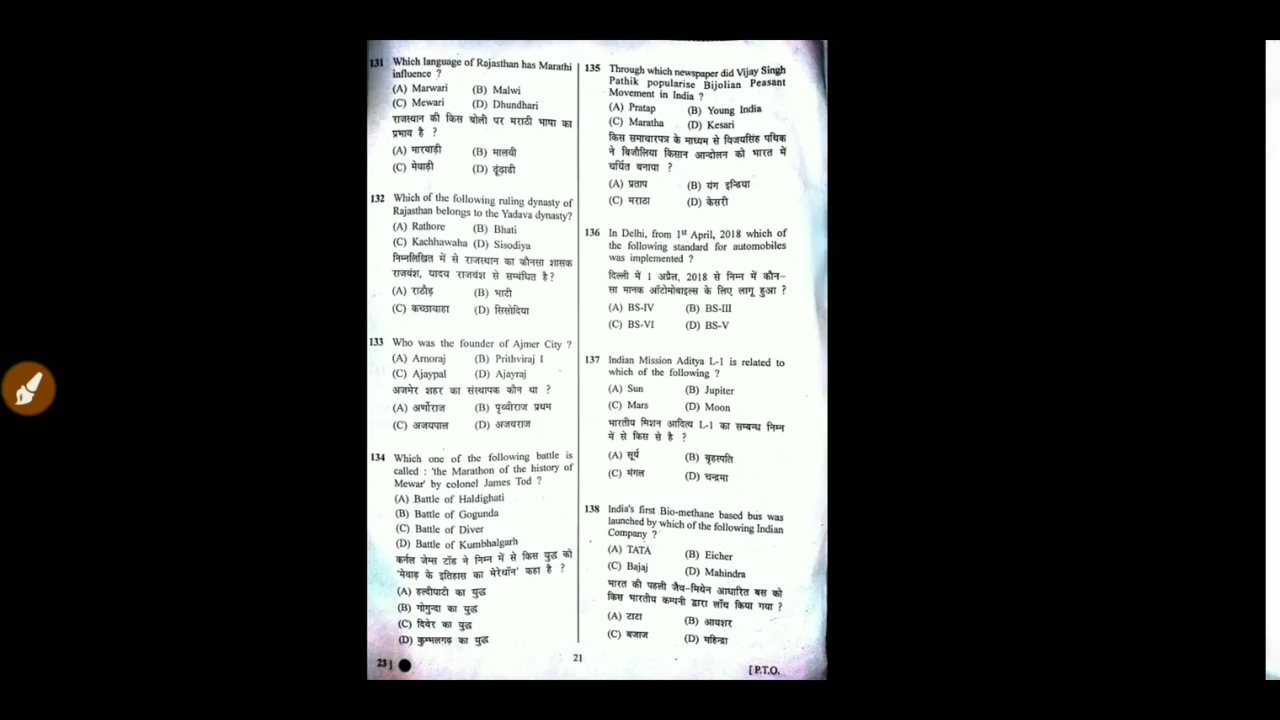 131 Which language of Rajasthan has Marathi
influence ?
(A) Marwari (B) Malwi
(C) Mewari (D) Dhundhari
राजस्थान की किस बोली पर मराठी भाषा का
प्रभाव है ?
(A) मारवाड़ी (B) मालवी
(C) मेवाड़ी (D) ढूंढाडी
132 Which of the following ruling dynasty of
Rajasthan belongs to the Yadava dynasty?
(A) Rathore (B) Bhati
(C) Kachhawaha (D) Sisodiya
निम्नलिखित में से राजस्थान का कौनसा शासक
राजवंश, यादव राजवंश से सम्बंधित है?
(A) राठौड़ (B) भाटी
(C) कच्छावाहा (D) सिसोदिया
133 Who was the founder of Ajmer City ?
(A) Arnoraj (B) Prithviraj I
(C) Ajaypal (D) Ajayraj
अजमेर शहर का संस्थापक कौन था ?
(A) अर्णोराज (B) पृथ्वीराज प्रथम
(C) अजयपाल (D) अजयराज
134 Which one of the following battle is
called : 'the Marathon of the history of
Mewar' by colonel James Tod ?
(A) Battle of Haldighati
(B) Battle of Gogunda
(C) Battle of Diver
(D) Battle of Kumbhalgarh
कर्नल जेम्स टॉड ने निम्न में से किस युद्ध को
'मेवाड़ के इतिहास का मेरेथॉन' कहा है ?
(A) हल्दीघाटी का युद्ध
(B) गोगुन्दा का युद्ध
(C) दिवेर का युद्ध
(D) कुम्भलगढ़ का युद्ध
135 Through which newspaper did Vijay Singh
Pathik popularise Bijolian Peasant
Movement in India ?
(A) Pratap (B) Young India
(C) Maratha (D) Kesari
किस समाचारपत्र के माध्यम से विजयसिंह पथिक
ने बिजौलिया किसान आन्दोलन को भारत में
चर्चित बनाया ?
(A) प्रताप (B) यंग इन्डिया
(C) मराठा (D) केसरी
136 In Delhi, from 1st April, 2018 which of
the following standard for automobiles
was implemented ?
दिल्ली में 1 अप्रैल, 2018 से निम्न में कौन-
सा मानक ऑटोमोबाइल्स के लिए लागू हुआ ?
(A) BS-IV (B) BS-III
(C) BS-VI (D) BS-V
137 Indian Mission Aditya L-1 is related to
which of the following ?
(A) Sun (B) Jupiter
(C) Mars (D) Moon
भारतीय मिशन आदित्य L-1 का सम्बन्ध निम्न
में से किस से है ?
(A) सूर्य (B) बृहस्पति
(C) मंगल (D) चन्द्रमा
138 India's first Bio-methane based bus was
launched by which of the following Indian
Company ?
(A) TATA (B) Eicher
(C) Bajaj (D) Mahindra
भारत की पहली जैव-मिथेन आधारित बस को
किस भारतीय कम्पनी द्वारा लाँच किया गया ?
(A) टाटा (B) आयशर
(C) बजाज (D) महिन्द्रा
23 ] 21 [ P.T.O.